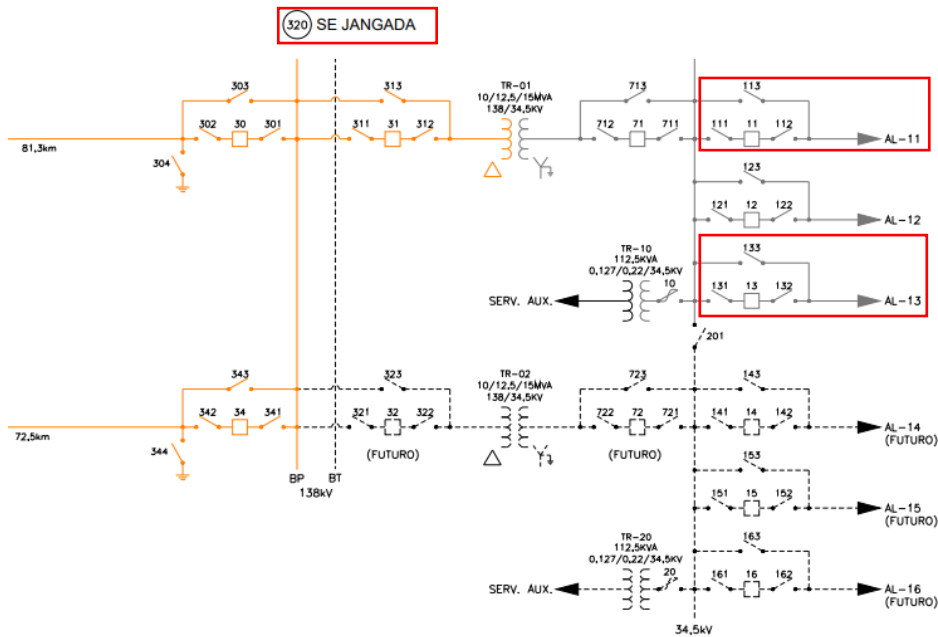 320 SE JANGADA
303
313
TR-01
10/12,5/15MVA
138/34.5KV
713
113
302 30 301
311 31 312
712 71 711
111 11 112
AL-11
81,3km
304
123
121 12 122
AL-12
TR-10
112,5KVA
0.127/0.22/34.5KV
133
10
SERV. AUX.
131 13 132
AL-13
201
343
323
TR-02
10/12,5/15MVA
138/34.5KV
723
143
342 34 341
321 32 322
722 72 721
141 14 142
AL-14
(FUTURO)
72,5km
344
(FUTURO)
(FUTURO)
153
BP BT
138kV
151 15 152
AL-15
(FUTURO)
TR-20
112,5KVA
0.127/0.22/34.5KV
163
20
SERV. AUX.
161 16 162
AL-16
(FUTURO)
34,5kV